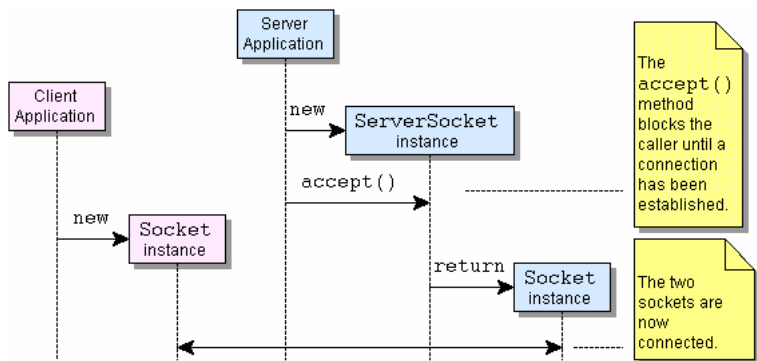 Server
Application
Client
Application
new
ServerSocket
instance
accept()
The
accept()
method
blocks the
caller until a
connection
has been
established.
new
Socket
instance
return
Socket
instance
The two
sockets are
now
connected.